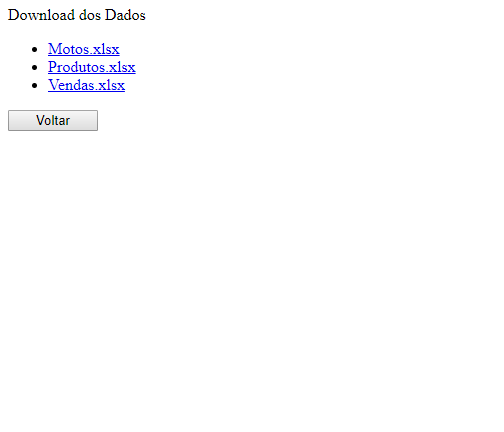 Download dos Dados
Motos.xlsx
Produtos.xlsx
Vendas.xlsx
Voltar